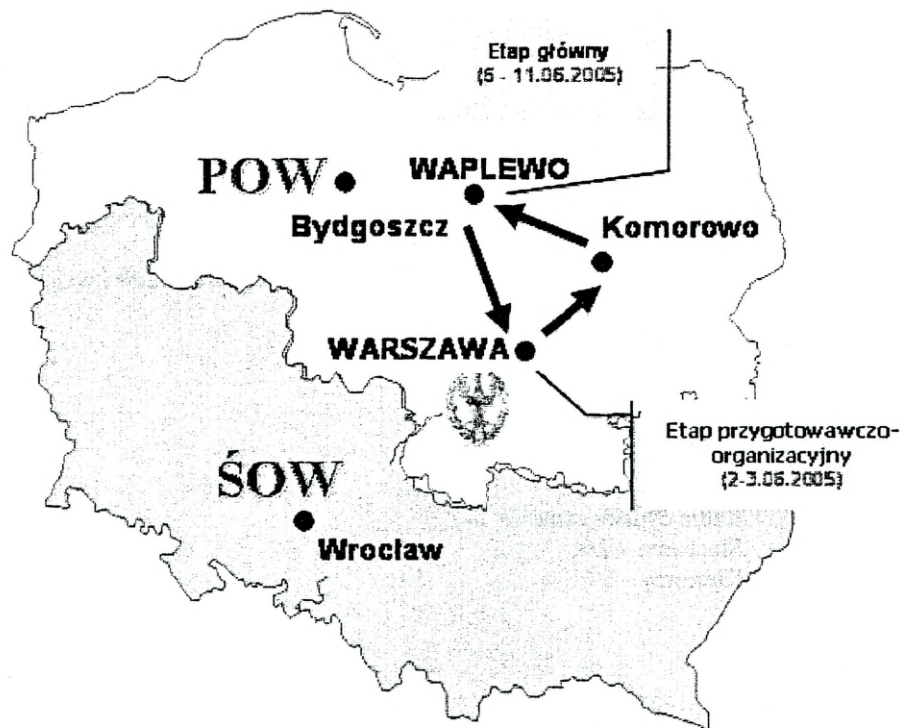 Etap główny
(6 - 11.06.2005)
POW
WAPLEWO
Bydgoszcz
Komorowo
WARSZAWA
Etap przygotowawczo-
organizacyjny
(2-3.06.2005)
ŚOW
Wrocław